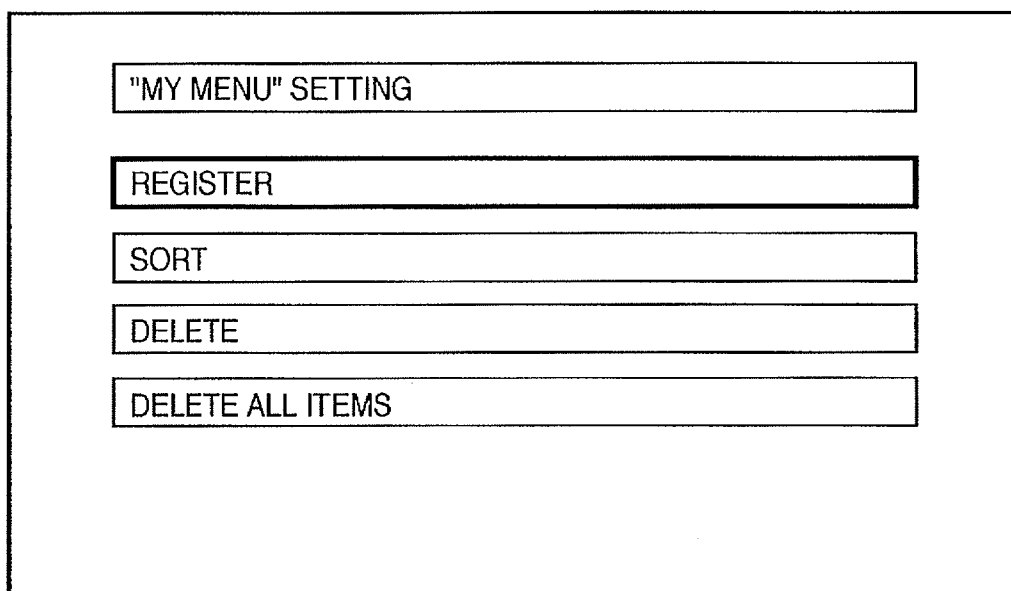 "MY MENU" SETTING
REGISTER
SORT
DELETE
DELETE ALL ITEMS